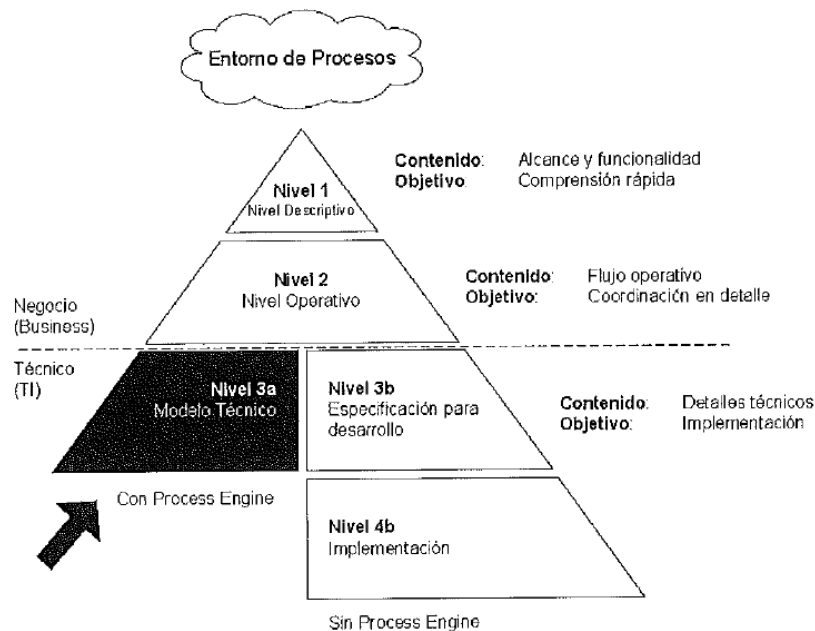 Entorno de Procesos
Nivel 1
Nivel Descriptivo
Contenido: Alcance y funcionalidad
Objetivo: Comprensión rápida
Nivel 2
Nivel Operativo
Contenido: Flujo operativo
Objetivo: Coordinación en detalle
Negocio
(Business)
Técnico
(TI)
Nivel 3a
Modelo Técnico
Nivel 3b
Especificación para
desarrollo
Contenido: Detalles técnicos
Objetivo: Implementación
Con Process Engine
Nivel 4b
Implementación
Sin Process Engine